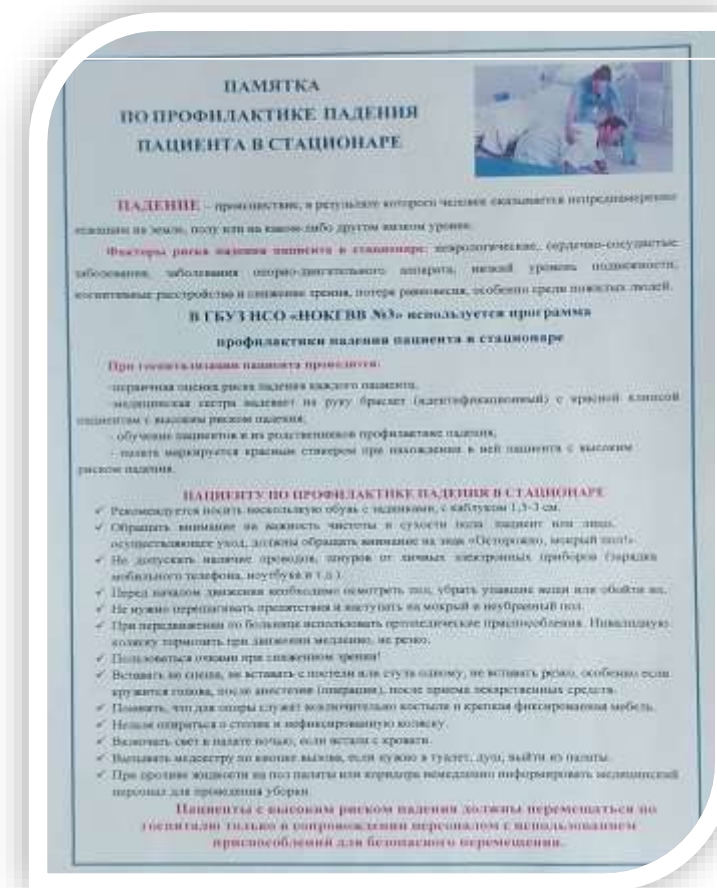 ПАМЯТКА
ПО ПРОФИЛАКТИКЕ ПАДЕНИЯ
ПАЦИЕНТА В СТАЦИОНАРЕ
ПАДЕНИЕ – происшествие, в результате которого человек оказывается непреднамеренно
лежащим на земле, полу или на каком-либо другом низком уровне.
Факторы риска падения пациента в стационаре: неврологические, сердечно-сосудистые
заболевания, заболевания опорно-двигательного аппарата, низкий уровень подвижности,
когнитивные расстройства и снижение зрения, потеря равновесия, особенно среди пожилых людей.
В ГБУЗ НСО «НОКГВВ №3» используется программа
профилактики падения пациента в стационаре
При госпитализации пациента проводится:
-первичная оценка риска падения каждого пациента,
-медицинская сестра надевает на руку браслет (идентификационный) с красной клипсой
пациентам с высоким риском падения;
- обучение пациентов и их родственников профилактике падения,
- палата маркируется красным стикером при нахождении в ней пациента с высоким
риском падения.
ПАЦИЕНТУ ПО ПРОФИЛАКТИКЕ ПАДЕНИЯ В СТАЦИОНАРЕ
✓ Рекомендуется носить нескользкую обувь с задниками, с каблуком 1,5-3 см.
✓ Обращать внимание на важность чистоты и сухости пола пациент или лицо,
осуществляющее уход, должны обращать внимание на знак «Осторожно, мокрый пол!»
✓ Не допускать наличие проводов, шнуров от личных электронных приборов (зарядка
мобильного телефона, ноутбука и т.д.)
✓ Перед началом движения необходимо осмотреть пол, убрать упавшие вещи или обойти их.
✓ Не нужно перешагивать препятствия и наступать на мокрый и неубранный пол.
✓ При передвижении по больнице использовать ортопедические приспособления. Инвалидную
коляску тормозить при движении медленно, не резко.
✓ Пользоваться очками при сниженном зрении!
✓ Вставать не спеша, не вставать с постели или стула одному, не вставать резко, особенно если
кружится голова, после анестезии (операции), после приема лекарственных средств.
✓ Помнить, что для опоры служат исключительно костыли и крепкая фиксированная мебель.
✓ Нельзя опираться о столик и нефиксированную коляску.
✓ Включать свет в палате ночью, если встали с кровати.
✓ Вызывать медсестру по кнопке вызова, если нужно в туалет, душ, выйти из палаты.
✓ При проливе жидкости на пол палаты или коридора немедленно информировать медицинский
персонал для проведения уборки.
Пациенты с высоким риском падения должны перемещаться по
госпиталю только в сопровождении персоналом с использованием
приспособлений для безопасного перемещения.